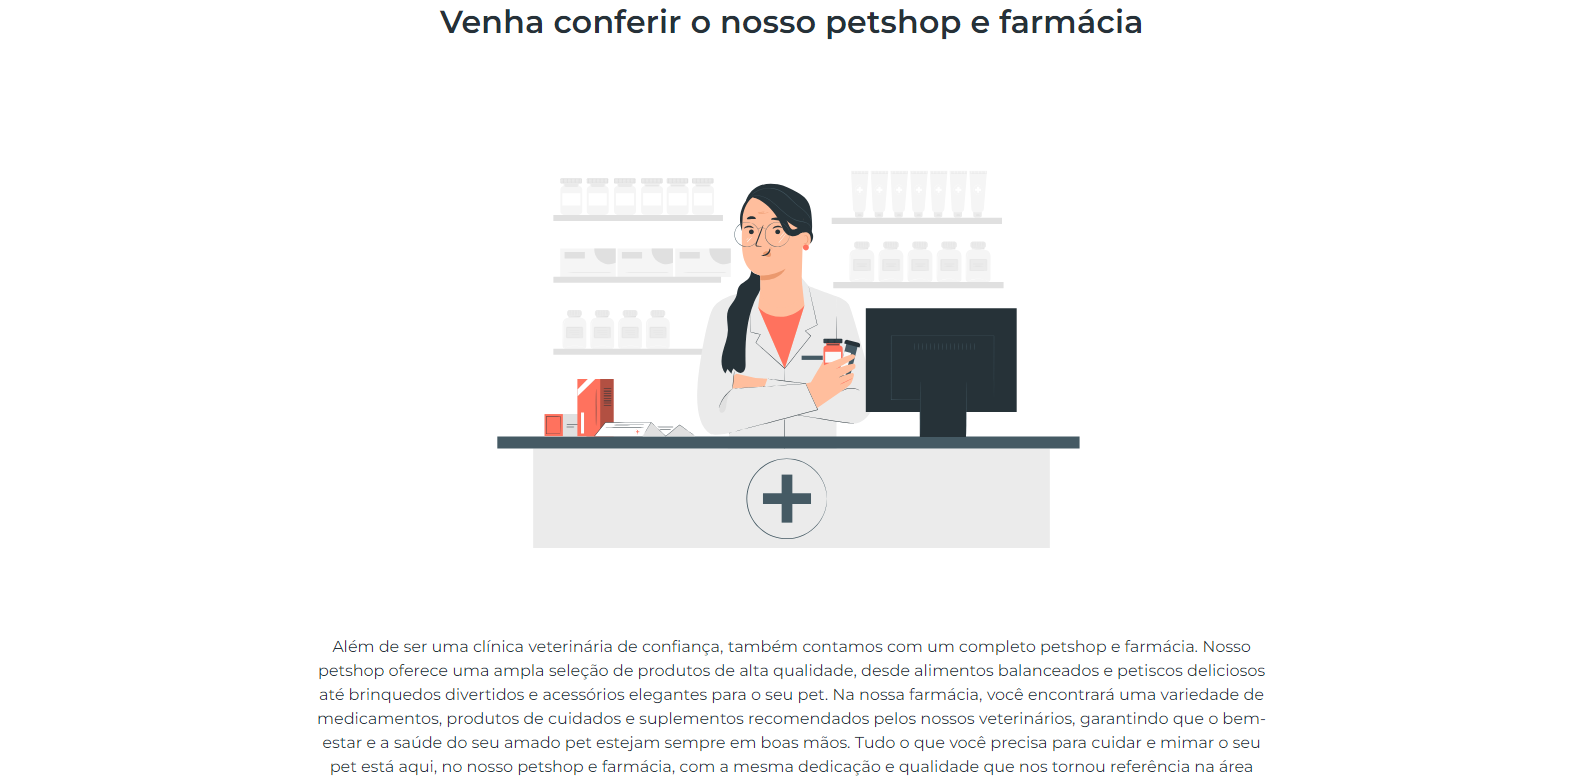 Venha conferir o nosso petshop e farmácia
Além de ser uma clínica veterinária de confiança, também contamos com um completo petshop e farmácia. Nosso
petshop oferece uma ampla seleção de produtos de alta qualidade, desde alimentos balanceados e petiscos deliciosos
até brinquedos divertidos e acessórios elegantes para o seu pet. Na nossa farmácia, você encontrará uma variedade de
medicamentos, produtos de cuidados e suplementos recomendados pelos nossos veterinários, garantindo que o bem-
estar e a saúde do seu amado pet estejam sempre em boas mãos. Tudo o que você precisa para cuidar e mimar o seu
pet está aqui, no nosso petshop e farmácia, com a mesma dedicação e qualidade que nos tornou referência na área